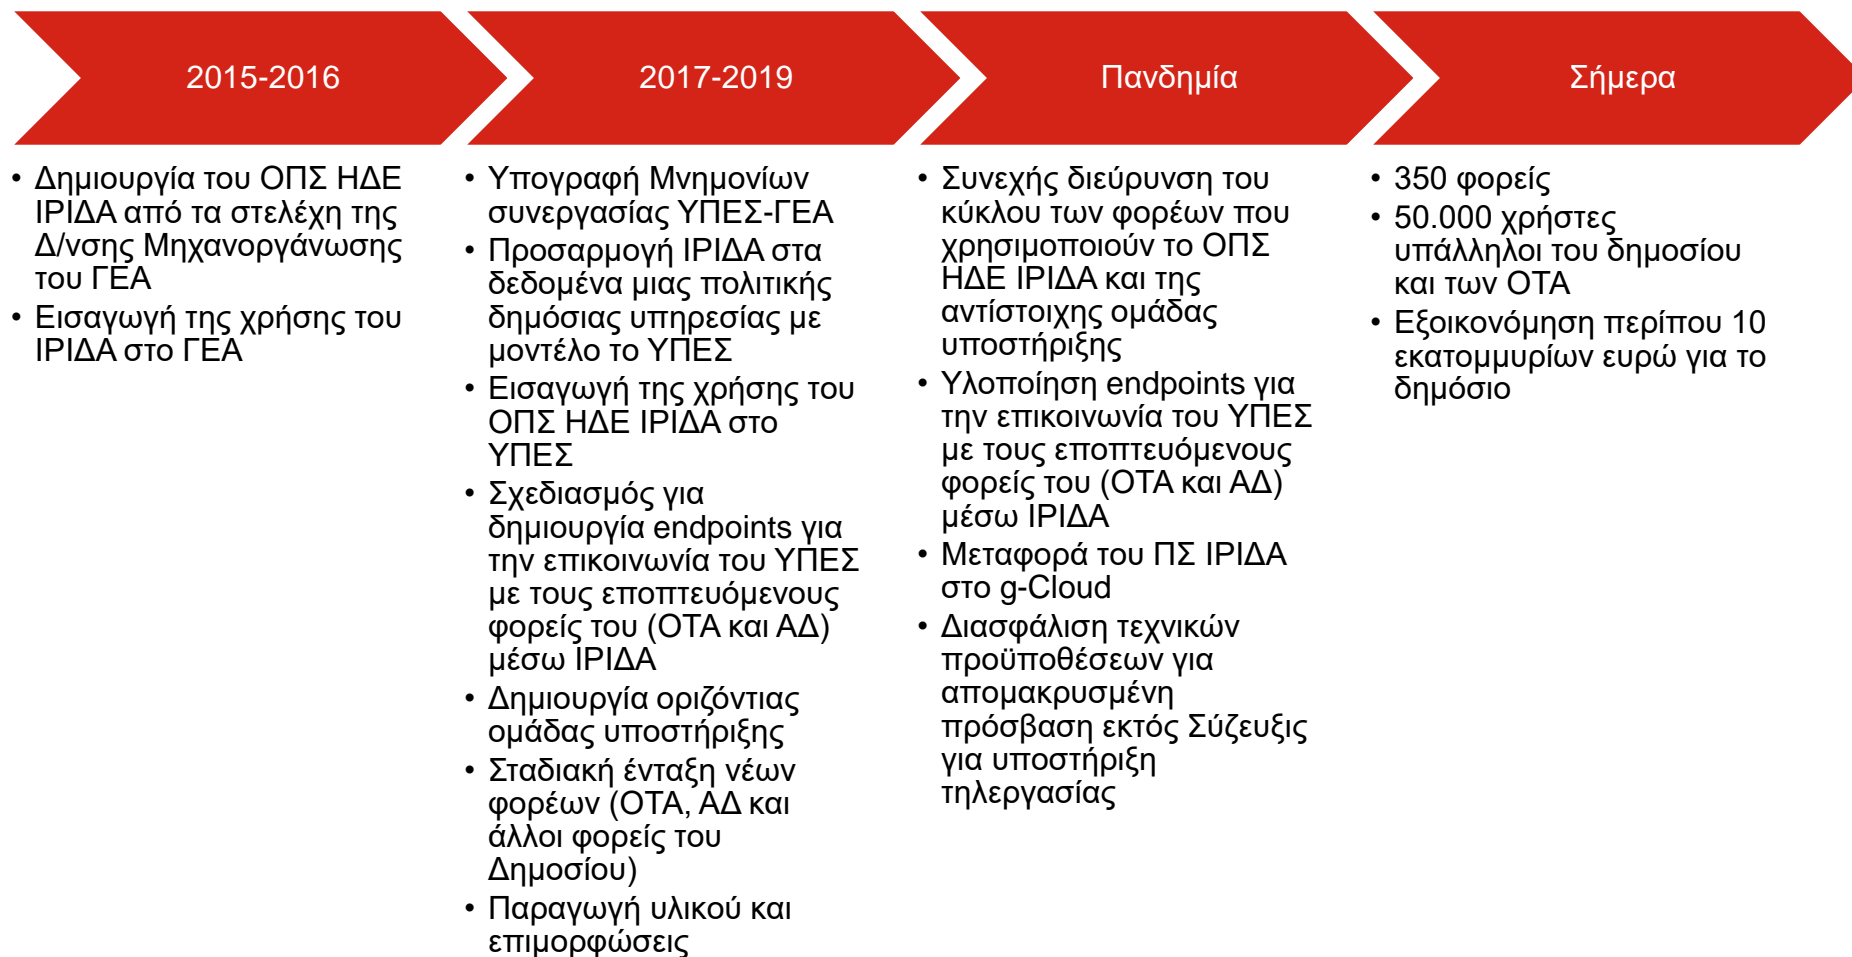 2015-2016
• Δημιουργία του ΟΠΣ ΗΔΕ
ΙΡΙΔΑ από τα στελέχη της
Δ/νσης Μηχανοργάνωσης
του ΓΕΑ
• Εισαγωγή της χρήσης του
ΙΡΙΔΑ στο ΓΕΑ
2017-2019
• Υπογραφή Μνημονίων
συνεργασίας ΥΠΕΣ-ΓΕΑ
• Προσαρμογή ΙΡΙΔΑ στα
δεδομένα μιας πολιτικής
δημόσιας υπηρεσίας με
μοντέλο το ΥΠΕΣ
• Εισαγωγή της χρήσης του
ΟΠΣ ΗΔΕ ΙΡΙΔΑ στο
ΥΠΕΣ
• Σχεδιασμός για
δημιουργία endpoints για
την επικοινωνία του ΥΠΕΣ
με τους εποπτευόμενους
φορείς του (ΟΤΑ και ΑΔ)
μέσω ΙΡΙΔΑ
• Δημιουργία οριζόντιας
ομάδας υποστήριξης
• Σταδιακή ένταξη νέων
φορέων (ΟΤΑ, ΑΔ και
άλλοι φορείς του
Δημοσίου)
• Παραγωγή υλικού και
επιμορφώσεις
Πανδημία
• Συνεχής διεύρυνση του
κύκλου των φορέων που
χρησιμοποιούν το ΟΠΣ
ΗΔΕ ΙΡΙΔΑ και της
αντίστοιχης ομάδας
υποστήριξης
• Υλοποίηση endpoints για
την επικοινωνία του ΥΠΕΣ
με τους εποπτευόμενους
φορείς του (ΟΤΑ και ΑΔ)
μέσω ΙΡΙΔΑ
• Μεταφορά του ΠΣ ΙΡΙΔΑ
στο g-Cloud
• Διασφάλιση τεχνικών
προϋποθέσεων για
απομακρυσμένη
πρόσβαση εκτός Σύζευξις
για υποστήριξη
τηλεργασίας
Σήμερα
• 350 φορείς
• 50.000 χρήστες
υπάλληλοι του δημοσίου
και των ΟΤΑ
• Εξοικονόμηση περίπου 10
εκατομμυρίων ευρώ για το
δημόσιο